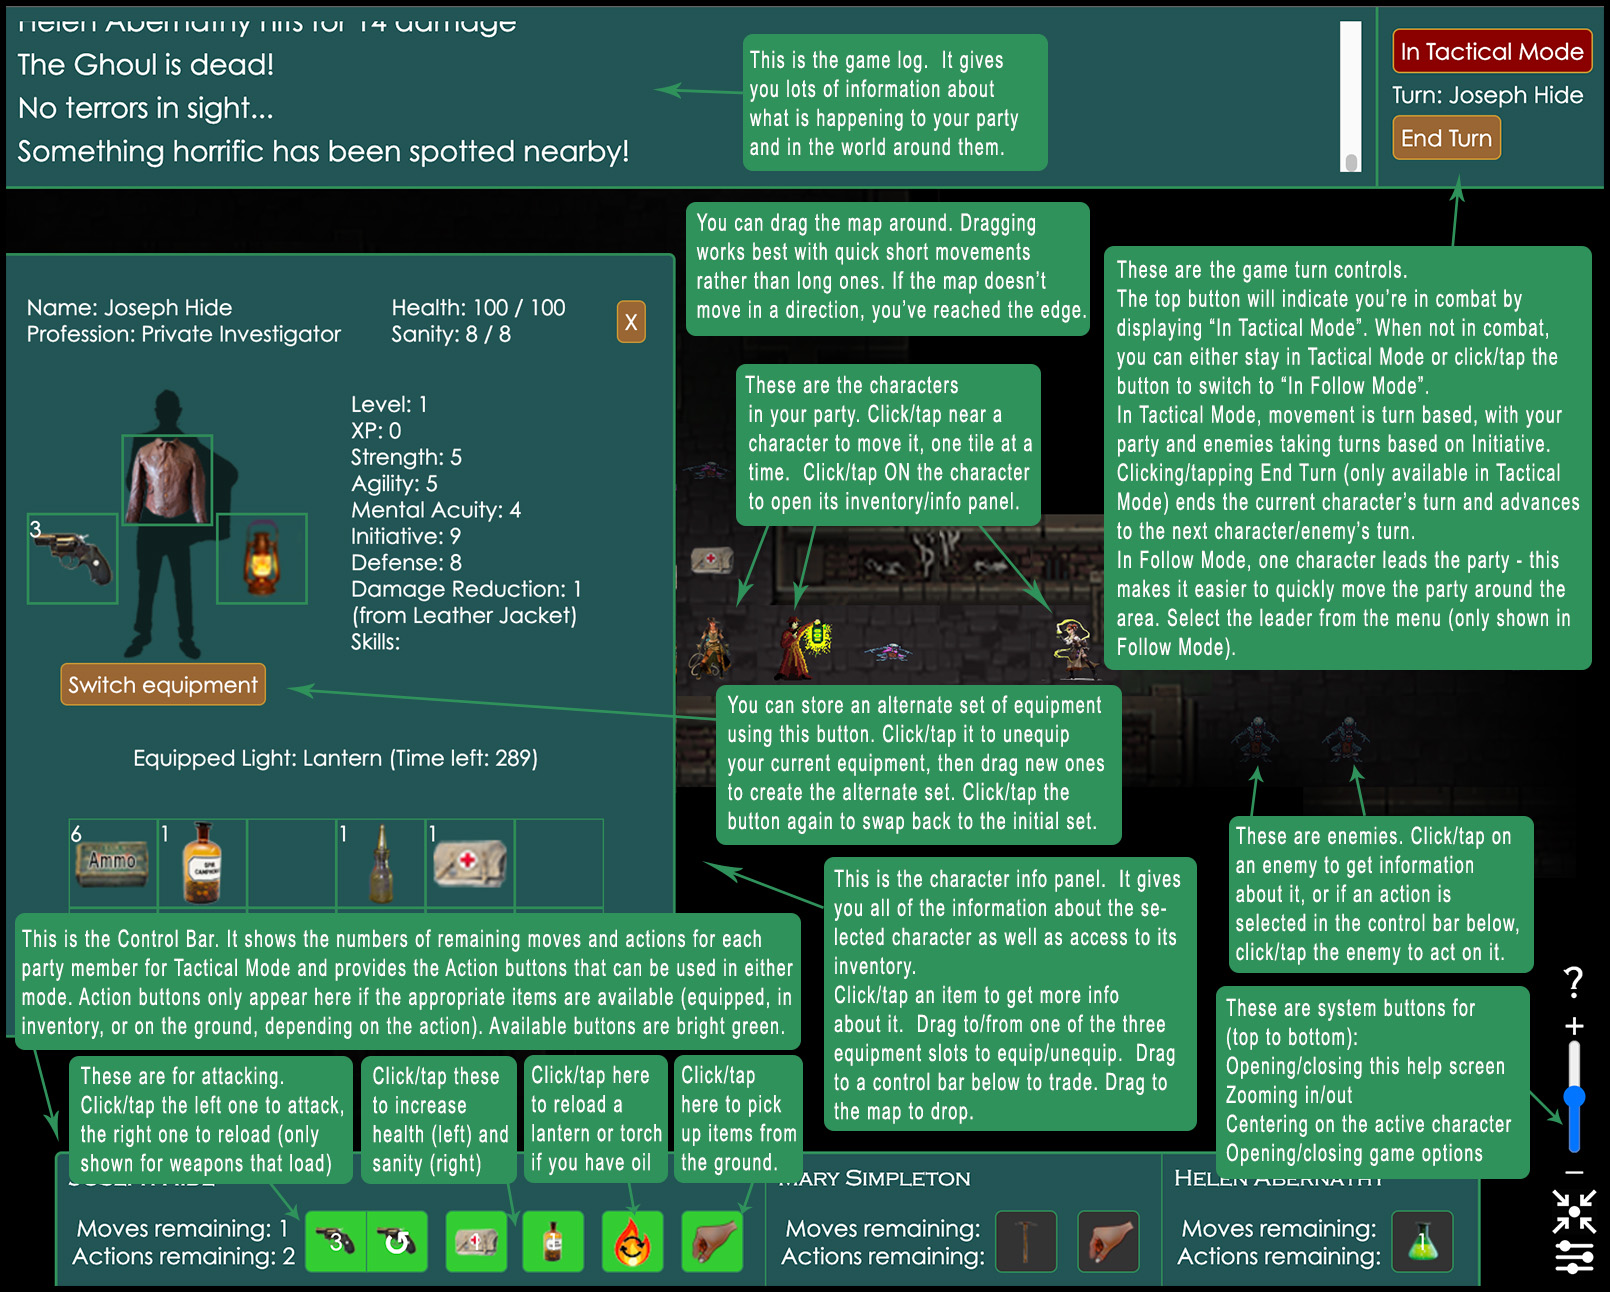 Helen Abernathy hits for 14 damage
The Ghoul is dead!
No terrors in sight...
Something horrific has been spotted nearby!
This is the game log.  It gives
you lots of information about
what is happening to your party
and in the world around them.
In Tactical Mode
Turn: Joseph Hide
End Turn
You can drag the map around. Dragging
works best with quick short movements
rather than long ones. If the map doesn't
move in a direction, you've reached the edge.
These are the game turn controls.
The top button will indicate you're in combat by
displaying “In Tactical Mode”. When not in combat,
you can either stay in Tactical Mode or click/tap the
button to switch to “In Follow Mode”.
In Tactical Mode, movement is turn based, with your
party and enemies taking turns based on Initiative.
Clicking/tapping End Turn (only available in Tactical
Mode) ends the current character's turn and advances
to the next character/enemy's turn.
In Follow Mode, one character leads the party - this
makes it easier to quickly move the party around the
area. Select the leader from the menu (only shown in
Follow Mode).
Name: Joseph Hide
Profession: Private Investigator
Health: 100 / 100
Sanity: 8 / 8
X
Level: 1
XP: 0
Strength: 5
Agility: 5
Mental Acuity: 4
Initiative: 9
Defense: 8
Damage Reduction: 1
(from Leather Jacket)
Skills:
3
Switch equipment
Equipped Light: Lantern (Time left: 289)
6
Ammo
1
1
1
These are the characters
in your party. Click/tap near a
character to move it, one tile at a
time.  Click/tap ON the character
to open its inventory/info panel.
You can store an alternate set of equipment
using this button. Click/tap it to unequip
your current equipment, then drag new ones
to create the alternate set. Click/tap the
button again to swap back to the initial set.
This is the character info panel.  It gives
you all of the information about the se-
lected character as well as access to its
inventory.
Click/tap an item to get more info
about it.  Drag to/from one of the three
equipment slots to equip/unequip.  Drag
to a control bar below to trade. Drag to
the map to drop.
These are enemies. Click/tap on
an enemy to get information
about it, or if an action is
selected in the control bar below,
click/tap the enemy to act on it.
These are system buttons for
(top to bottom):
Opening/closing this help screen
Zooming in/out
Centering on the active character
Opening/closing game options
?
+
−
This is the Control Bar. It shows the numbers of remaining moves and actions for each
party member for Tactical Mode and provides the Action buttons that can be used in either
mode. Action buttons only appear here if the appropriate items are available (equipped, in
inventory, or on the ground, depending on the action). Available buttons are bright green.
These are for attacking.
Click/tap the left one to attack,
the right one to reload (only
shown for weapons that load)
Click/tap these
to increase
health (left) and
sanity (right)
Click/tap here
to reload a
lantern or torch
if you have oil
Click/tap
here to pick
up items from
the ground.
JOSEPH HIDE
Moves remaining: 1
Actions remaining: 2
3
1
1
MARY SIMPLETON
Moves remaining:
Actions remaining:
HELEN ABERNATHY
Moves remaining:
Actions remaining:
1